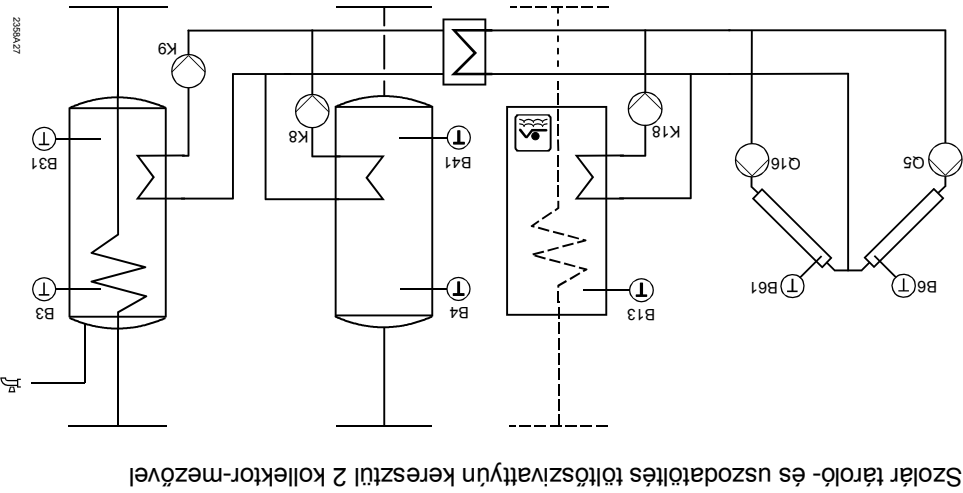 Szolár tároló- és uszodatöltés töltőszivattyún keresztül 2 kollektor-mezővel
B6 T
B61 T
B13
T
B4
T
B3
T
Q5
Q16
K18
B41
T
K8
B31
T
K9
2358A27